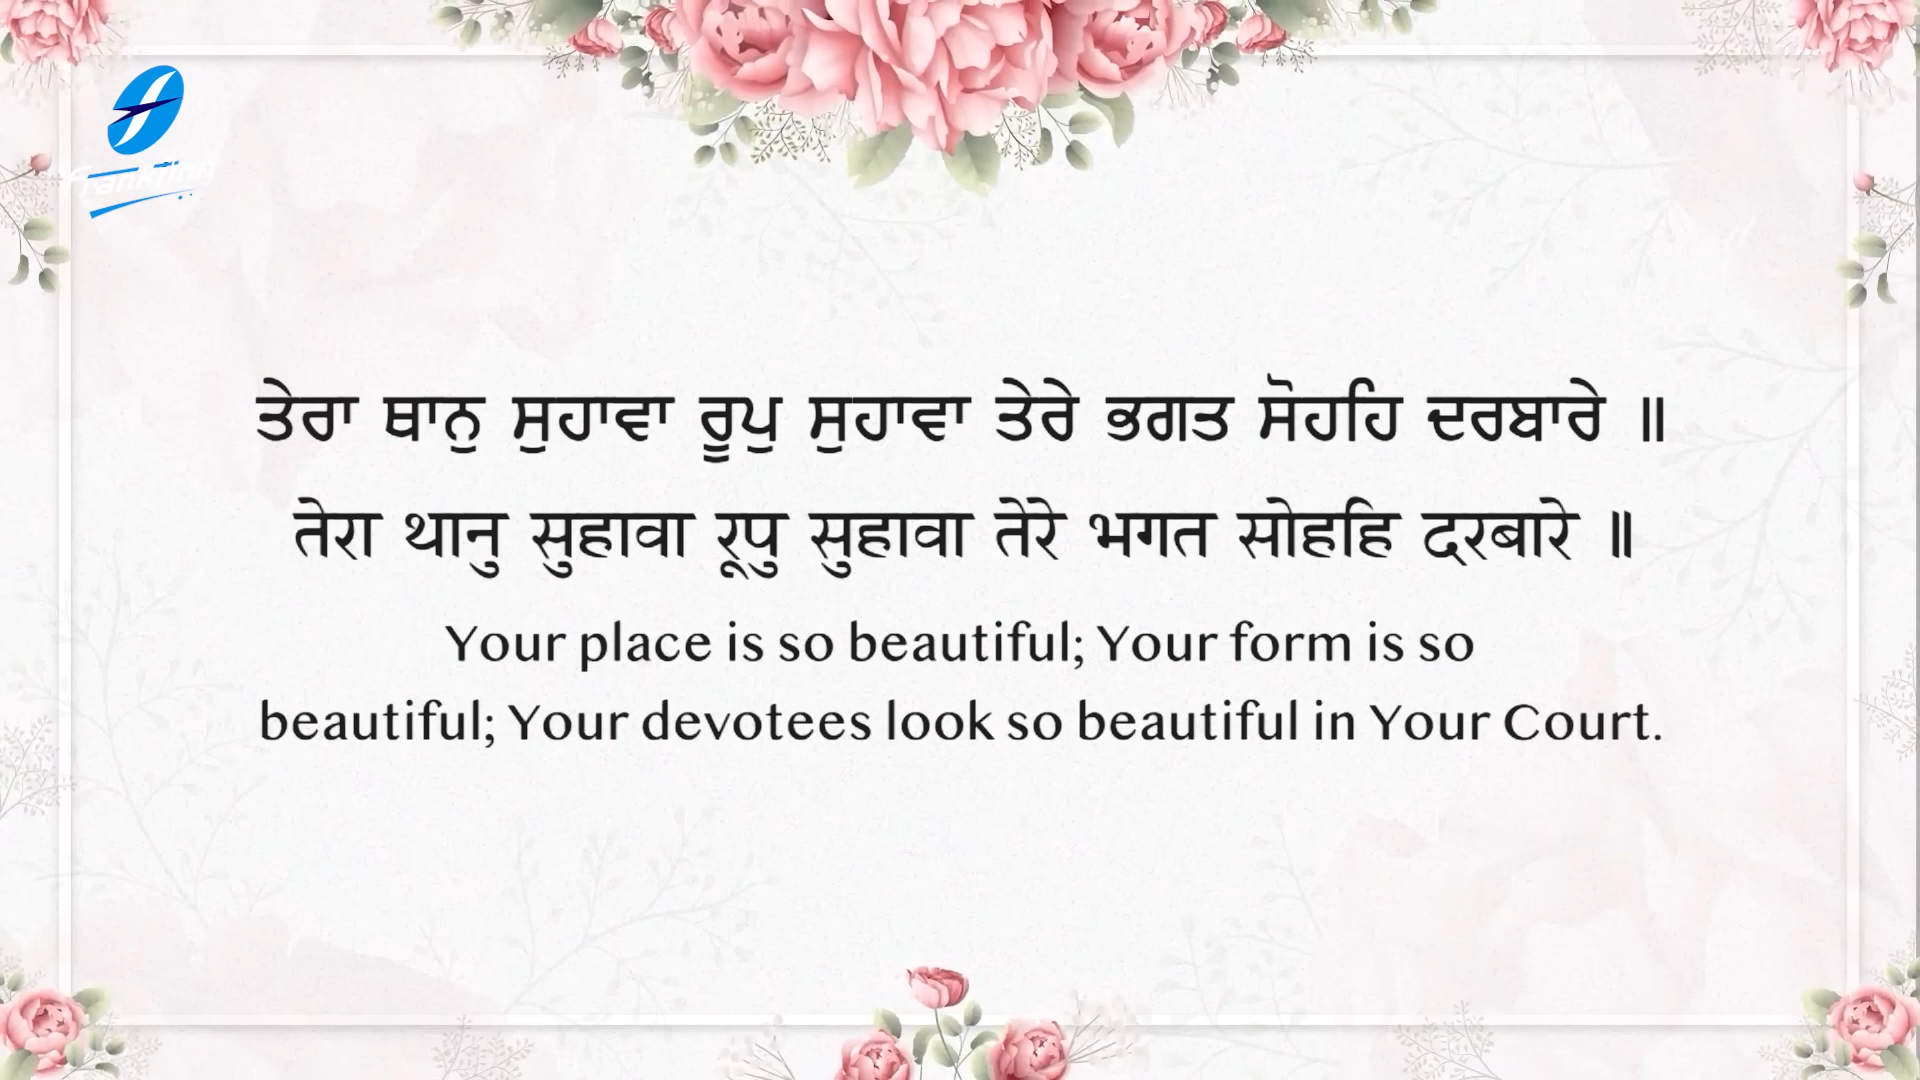 Frankfinn
ਤੇਰਾ ਥਾਨੁ ਸੁਹਾਵਾ ਰੂਪੁ ਸੁਹਾਵਾ ਤੇਰੇ ਭਗਤ ਸੋਹਹਿ ਦਰਬਾਰੇ ॥
तेरा थानु सुहावा रूपु सुहावा तेरे भगत सोहहि दरबारे ॥
Your place is so beautiful; Your form is so
beautiful; Your devotees look so beautiful in Your Court.